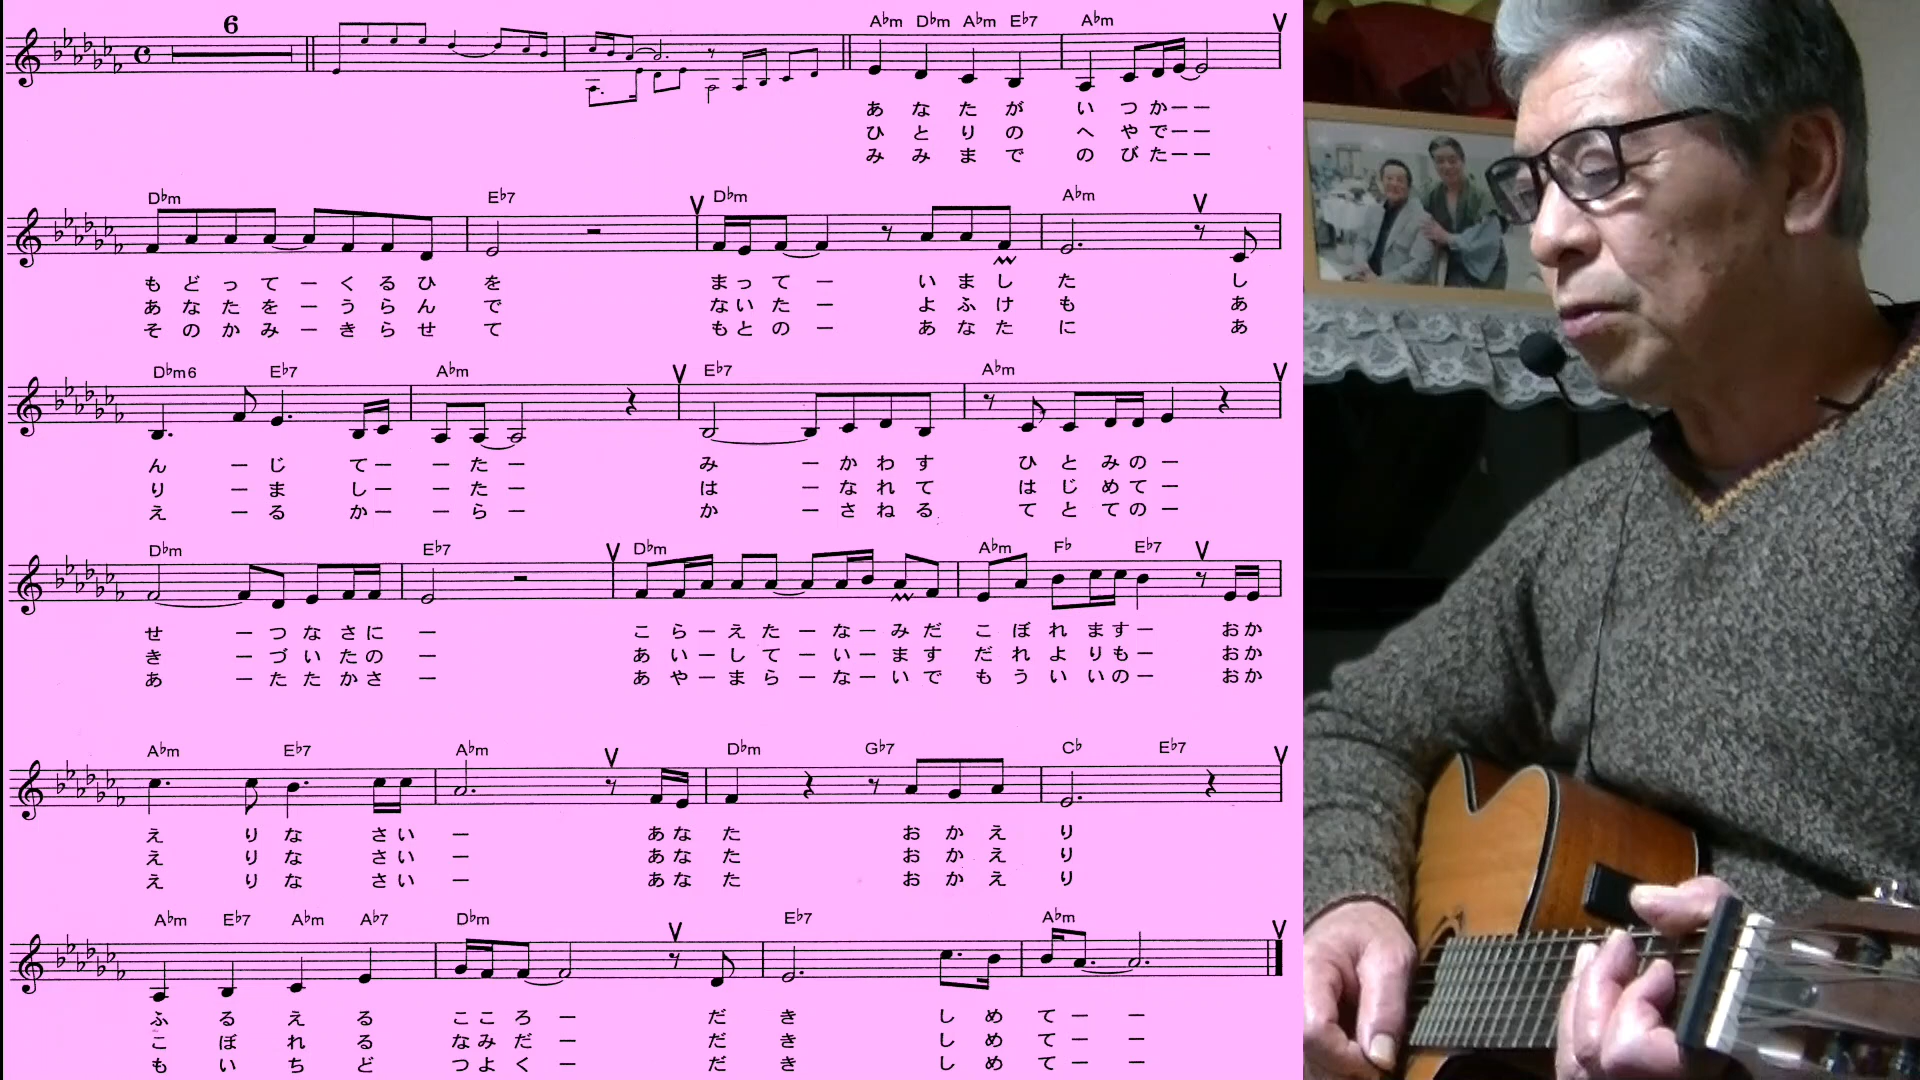 6
A♭m D♭m A♭m E♭7 A♭m
あ な た が い つ か ー ー
ひ と り の へ や で ー ー
み み ま で の び た ー ー
D♭m E♭7 D♭m A♭m
も ど っ て ー く る ひ を ま っ て ー い ま し た し
あ な た を ー う ら ん で な い た ー よ ふ け も あ
そ の か み ー き ら せ て も と の ー あ な た に あ
D♭m6 E♭7 A♭m E♭7 A♭m
ん ー じ て ー ー た ー み ー か わ す ひ と み の ー
り ー ま し ー ー た ー は ー な れ て は じ め て ー
え ー る か ー ー ら ー か ー さ ね る て と て の ー
D♭m E♭7 D♭m A♭m F♭ E♭7
せ ー つ な さ に ー こ ら ー え た ー な ー み だ こ ぼ れ ま す ー お か
き ー づ い た の ー あ い ー し て ー い ー ま す だ れ よ り も ー お か
あ ー た た か さ ー あ や ー ま ら ー な ー い で も う い い の ー お か
A♭m E♭7 A♭m D♭m G♭7 C♭ E♭7
え り な さ い ー あ な た お か え り
え り な さ い ー あ な た お か え り
え り な さ い ー あ な た お か え り
A♭m E♭7 A♭m A♭7 D♭m E♭7 A♭m
ふ る え る こ こ ろ ー だ き し め て ー ー
こ ぼ れ る な み だ ー だ き し め て ー ー
も い ち ど つ よ く ー だ き し め て ー ー